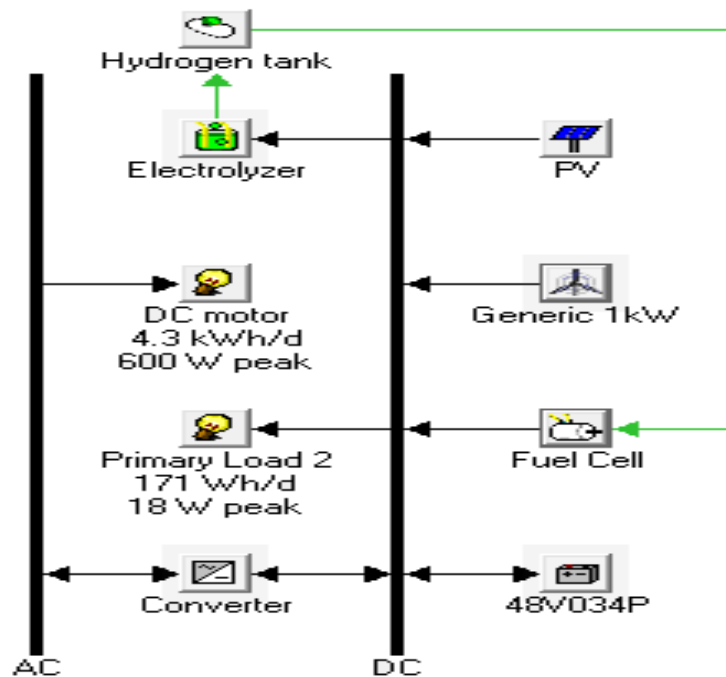 Hydrogen tank
Electrolyzer
PV
DC motor
4.3 kWh/d
600 W peak
Generic 1kW
Primary Load 2
171 Wh/d
18 W peak
Fuel Cell
Converter
48V034P
AC
DC